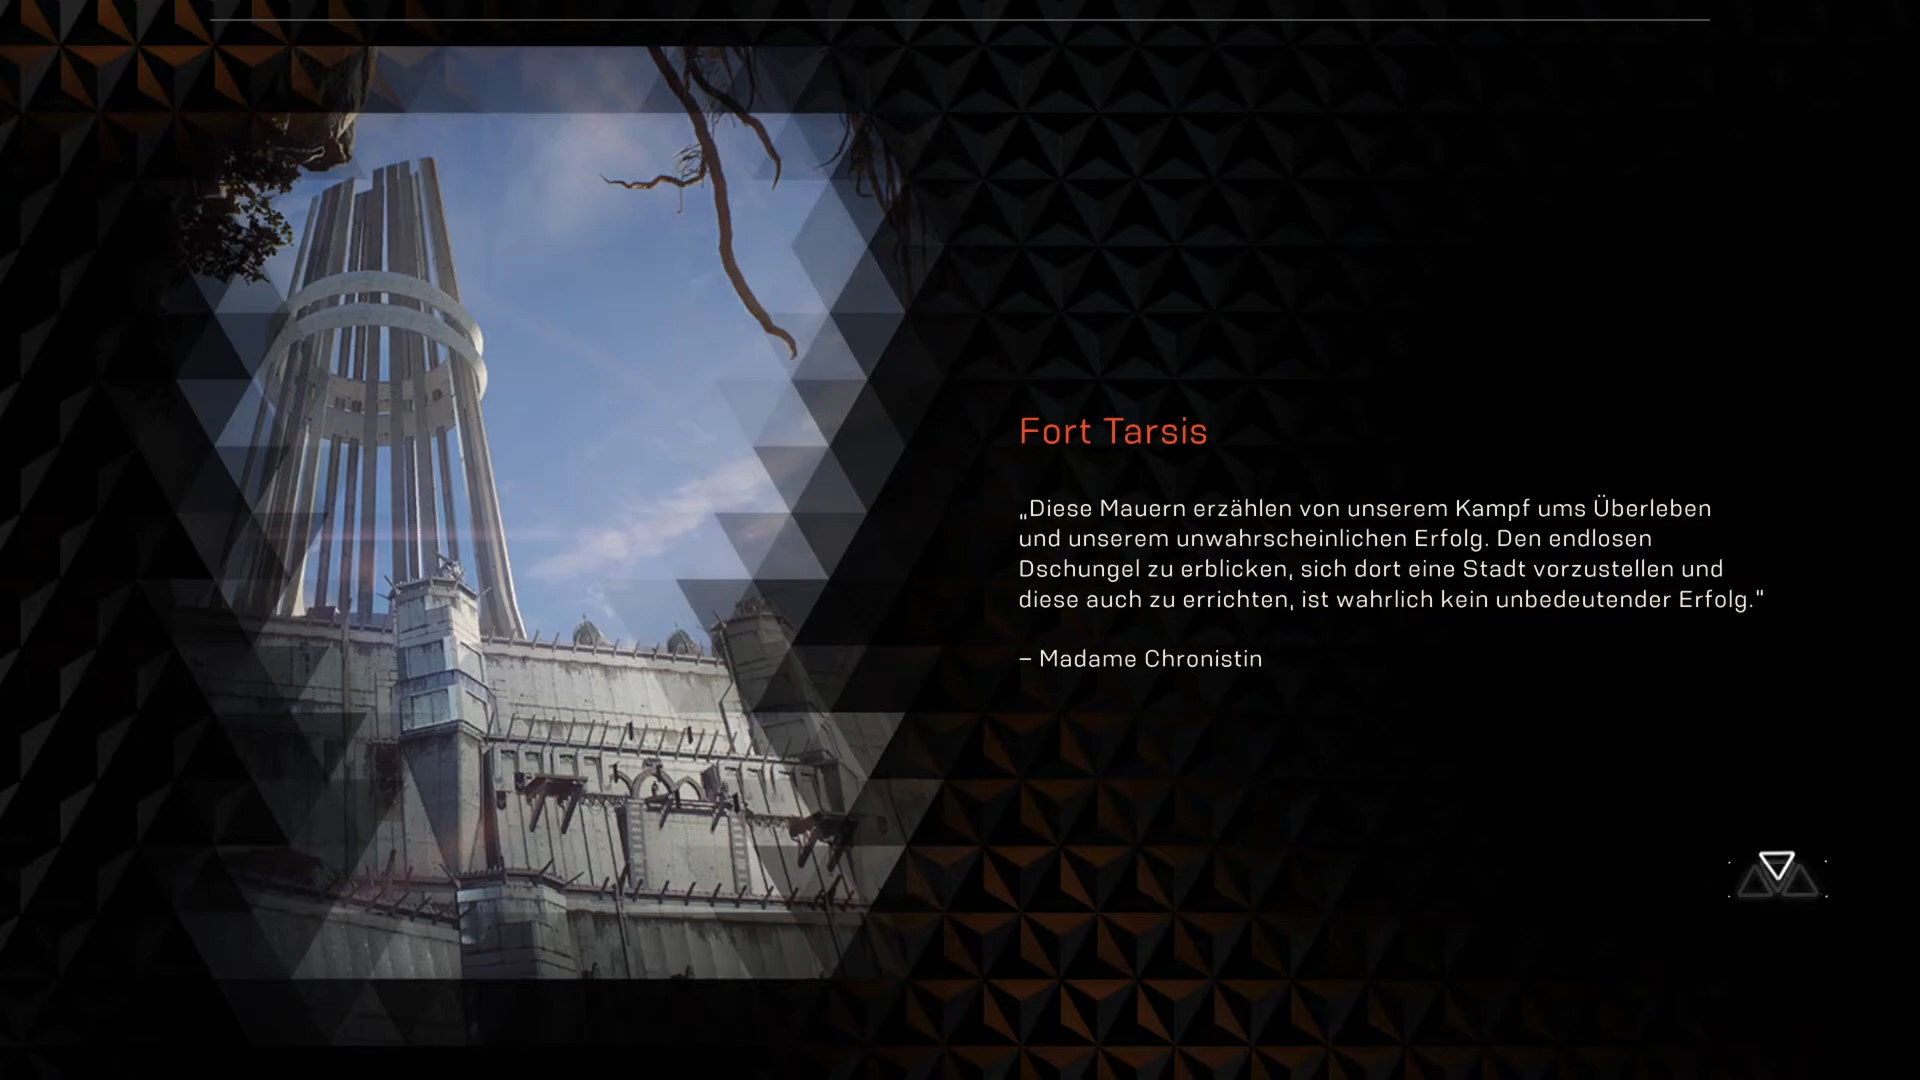 Fort Tarsis
„Diese Mauern erzählen von unserem Kampf ums Überleben
und unserem unwahrscheinlichen Erfolg. Den endlosen
Dschungel zu erblicken, sich dort eine Stadt vorzustellen und
diese auch zu errichten, ist wahrlich kein unbedeutender Erfolg."
– Madame Chronistin